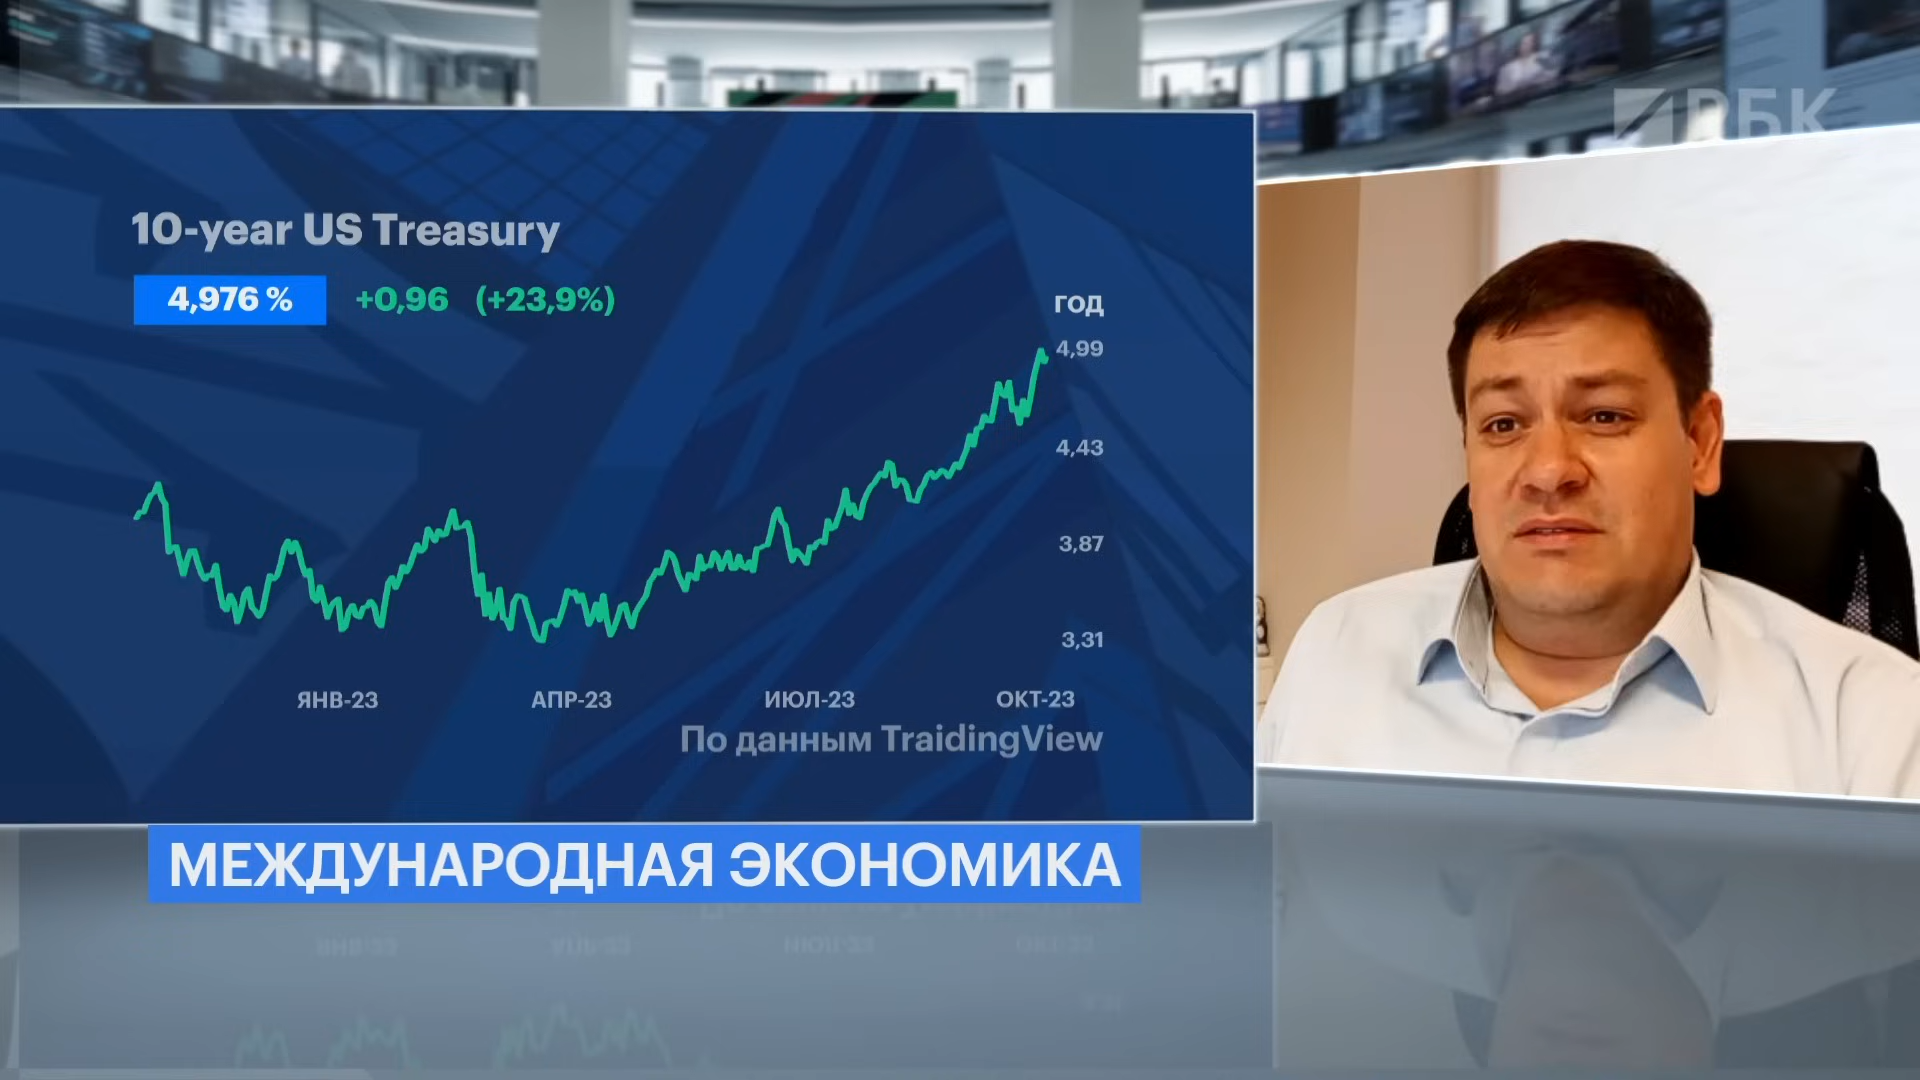 РБК
10-year US Treasury
4,976 % +0,96 (+23,9%)
ГОД
4,99
4,43
3,87
3,31
ЯНВ-23 АПР-23 ИЮЛ-23 ОКТ-23
По данным TraidingView
МЕЖДУНАРОДНАЯ ЭКОНОМИКА